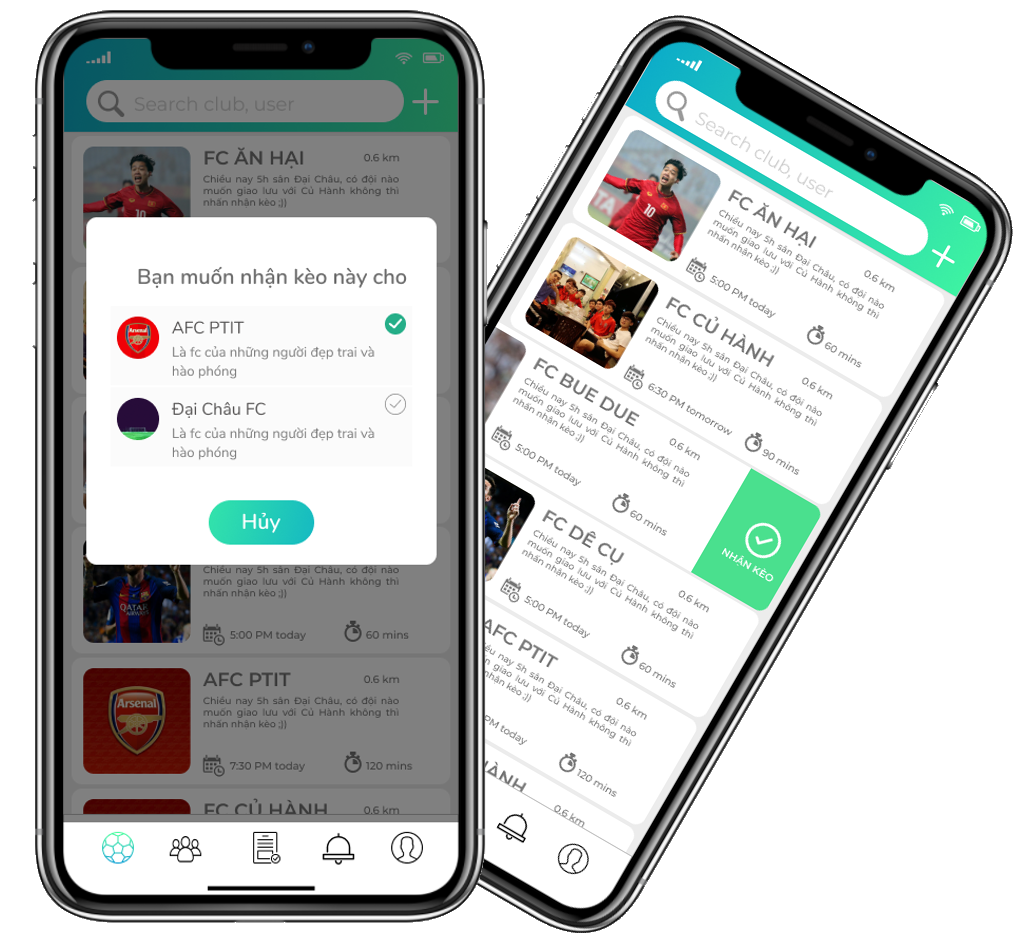 Search club, user
FC ĂN HẠI
0.6 km
Chiều nay 5h sân Đại Châu, có đội nào
muốn giao lưu với Củ Hành không thì
nhấn nhận kèo ;))
Bạn muốn nhận kèo này cho
Arsenal
AFC PTIT
Là fc của những người đẹp trai và
hào phóng
Đại Châu FC
Là fc của những người đẹp trai và
hào phóng
Hủy
QATAR
AIRWAYS
Chiều nay 5h sân Đại Châu, có đội nào
muốn giao lưu với Củ Hành không thì
nhấn nhận kèo ;))
5:00 PM today
60 mins
Arsenal
AFC PTIT
0.6 km
Chiều nay 5h sân Đại Châu, có đội nào
muốn giao lưu với Củ Hành không thì
nhấn nhận kèo ;))
7:30 PM today
120 mins
FC CỦ HÀNH
0.6 km
Search club, user
10
FC ĂN HẠI
0.6 km
Chiều nay 5h sân Đại Châu, có đội nào
muốn giao lưu với Củ Hành không thì
nhấn nhận kèo ;))
5:00 PM today
60 mins
FC CỦ HÀNH
0.6 km
Chiều nay 5h sân Đại Châu, có đội nào
muốn giao lưu với Củ Hành không thì
nhấn nhận kèo ;))
6:30 PM tomorrow
90 mins
FC BUE DUE
0.6 km
Chiều nay 5h sân Đại Châu, có đội nào
muốn giao lưu với Củ Hành không thì
nhấn nhận kèo ;))
5:00 PM today
60 mins
NHẬN KÈO
FC DÊ CỤ
0.6 km
Chiều nay 5h sân Đại Châu, có đội nào
muốn giao lưu với Củ Hành không thì
nhấn nhận kèo ;))
5:00 PM today
60 mins
AFC PTIT
0.6 km
nay 5h sân Đại Châu, có đội nào
giao lưu với Củ Hành không thì
nhận kèo ;))
PM today
120 mins
HÀNH
0.6 km